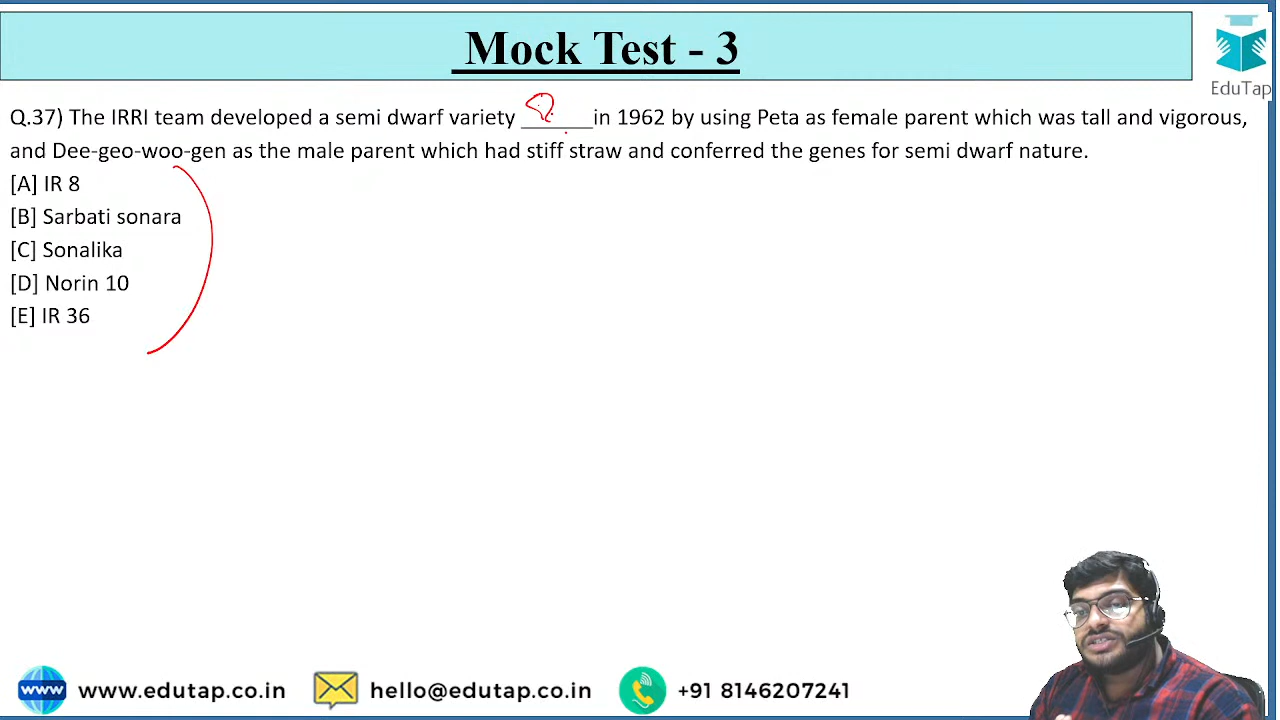 Mock Test - 3
EduTap
Q.37) The IRRI team developed a semi dwarf variety ______in 1962 by using Peta as female parent which was tall and vigorous,
and Dee-geo-woo-gen as the male parent which had stiff straw and conferred the genes for semi dwarf nature.
[A] IR 8
[B] Sarbati sonara
[C] Sonalika
[D] Norin 10
[E] IR 36
www www.edutap.co.in hello@edutap.co.in +91 8146207241